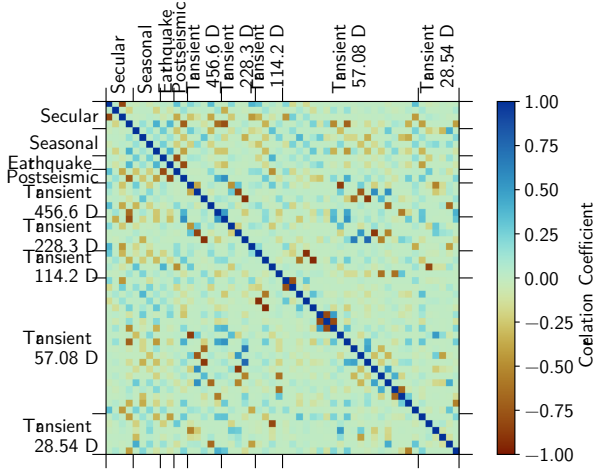 Secular
Seasonal
Eathquake
Postseismic
Tansient
456.6 D
Tansient
228.3 D
Tansient
114.2 D
Tansient
57.08 D
Tansient
28.54 D
Secular
Seasonal
Eathquake
Postseismic
Tansient
456.6 D
Tansient
228.3 D
Tansient
114.2 D
Tansient
57.08 D
Tansient
28.54 D
1.00
0.75
0.50
0.25
0.00
−0.25
−0.50
−0.75
−1.00
Correlation Coefficient